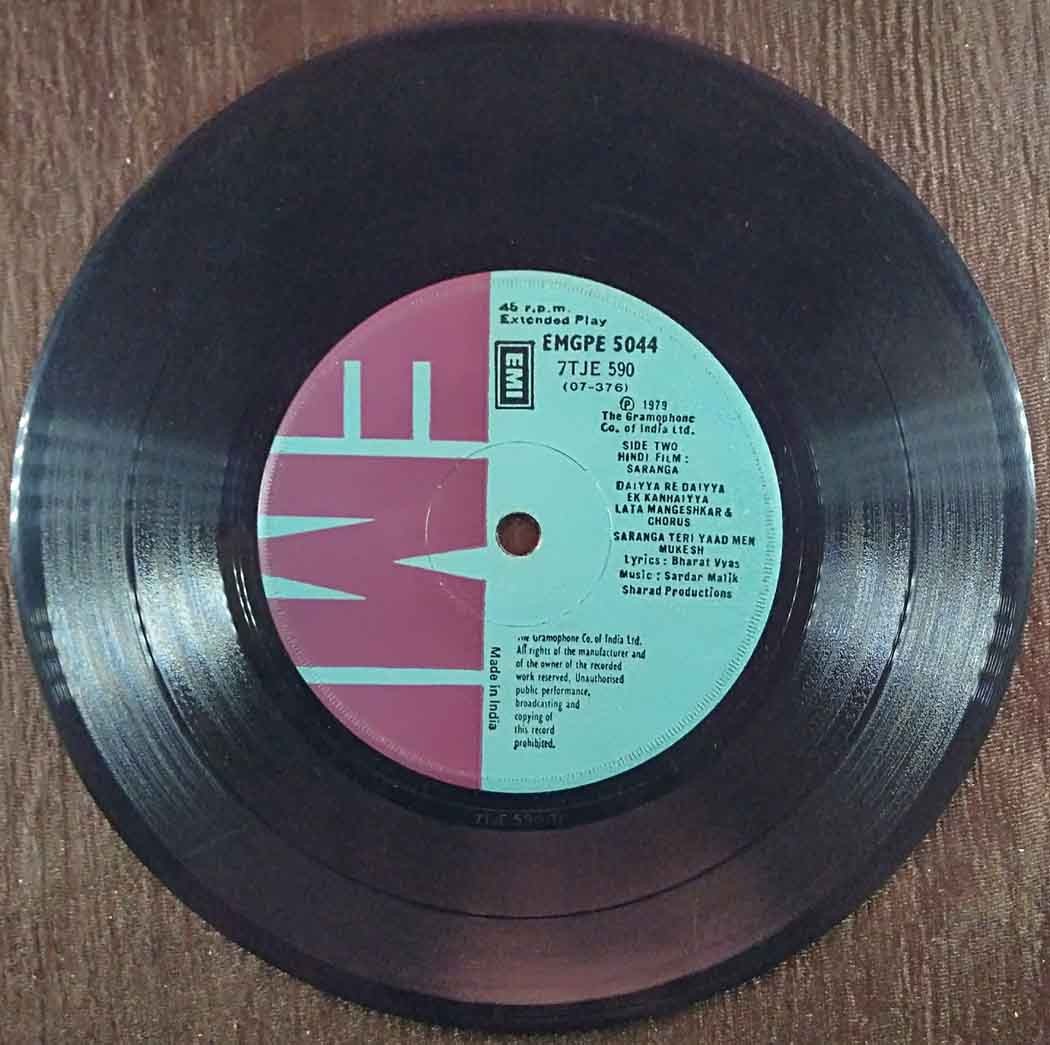 45 r.p.m.
Extended Play
EMI
EMGPE 5044
7TJE 590
(07-376)
Ⓟ 1979
The Gramophone
Co. of India Ltd.
SIDE TWO
HINDI FILM :
SARANGA
DAIYYA RE DAIYYA
EK KANHAIYYA
LATA MANGESHKAR &
CHORUS
SARANGA TERI YAAD MEN
MUKESH
Lyrics : Bharat Vyas
Music : Sardar Malik
Sharad Productions
The Gramophone Co. of India Ltd.
All rights of the manufacturer and
of the owner of the recorded
work reserved. Unauthorised
public performance,
broadcasting and
copying of
this record
prohibited.
Made in India
EMI
7TJE 590